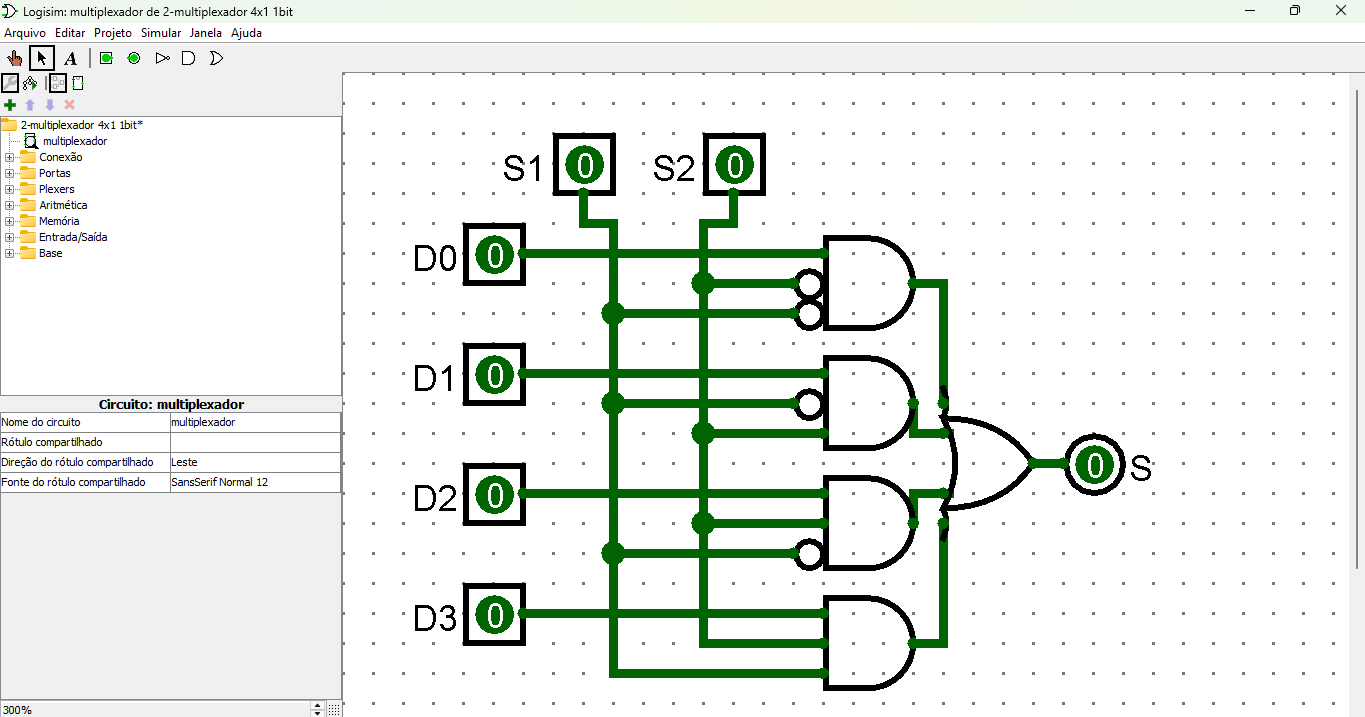 Logisim: multiplexador de 2-multiplexador 4x1 1bit
Arquivo Editar Projeto Simular Janela Ajuda
A
2-multiplexador 4x1 1bit*
multiplexador
Conexão
Portas
Plexers
Aritmética
Memória
Entrada/Saída
Base
Circuito: multiplexador
Nome do circuito multiplexador
Rótulo compartilhado
Direção do rótulo compartilhado Leste
Fonte do rótulo compartilhado SansSerif Normal 12
300%
S1 0 S2 0
D0 0
D1 0
0 S
D2 0
D3 0